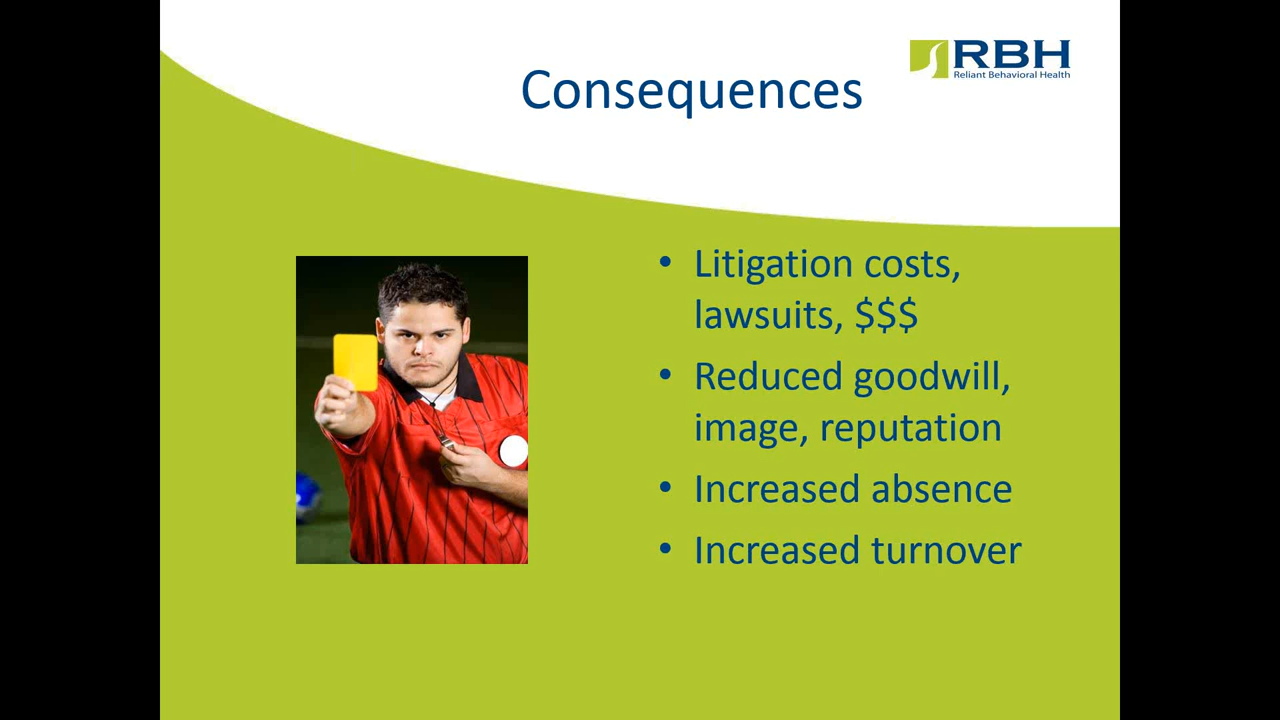 RBH
Reliant Behavioral Health
Consequences
• Litigation costs,
lawsuits, $$$
• Reduced goodwill,
image, reputation
• Increased absence
• Increased turnover